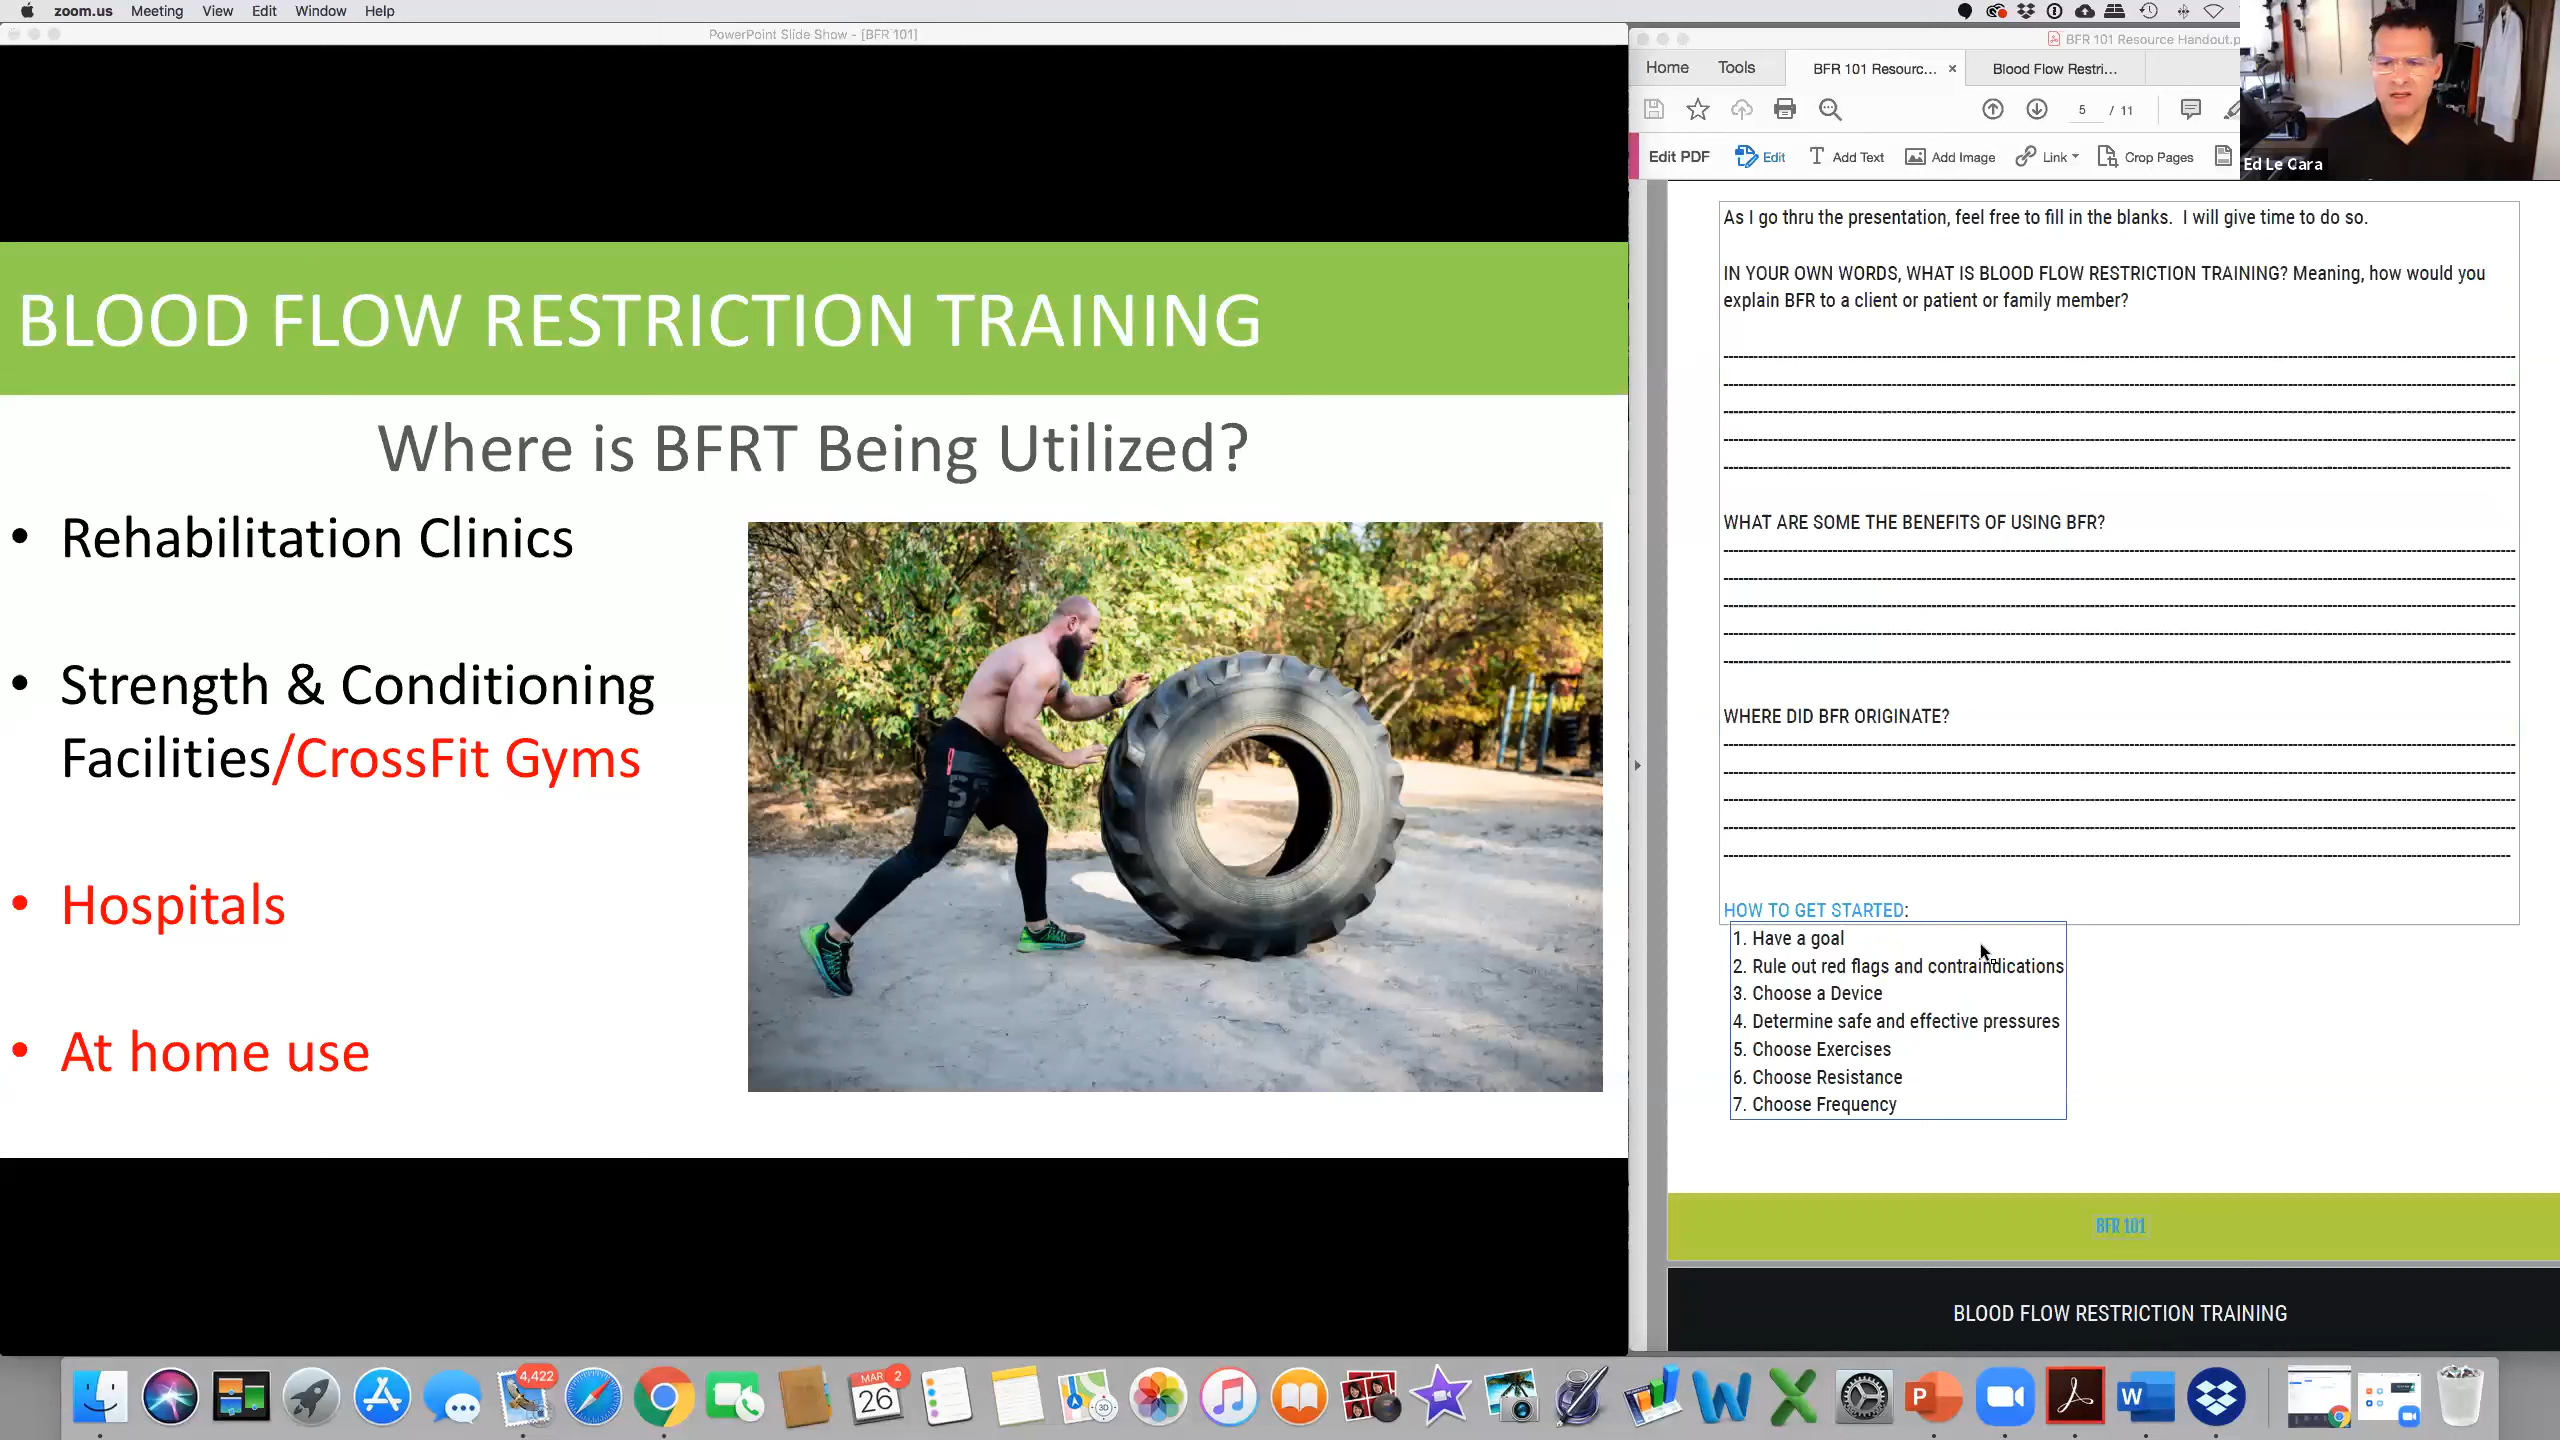 zoom.us Meeting View Edit Window Help
PowerPoint Slide Show - [BFR 101]
BLOOD FLOW RESTRICTION TRAINING
Where is BFRT Being Utilized?
• Rehabilitation Clinics
• Strength & Conditioning
Facilities/CrossFit Gyms
• Hospitals
• At home use
BFR 101 Resource Handout.p
Home Tools BFR 101 Resourc... × Blood Flow Restri...
5 / 11
Edit PDF Edit Add Text Add Image Link Crop Pages
Ed Le Cara
As I go thru the presentation, feel free to fill in the blanks. I will give time to do so.
IN YOUR OWN WORDS, WHAT IS BLOOD FLOW RESTRICTION TRAINING? Meaning, how would you
explain BFR to a client or patient or family member?
WHAT ARE SOME THE BENEFITS OF USING BFR?
WHERE DID BFR ORIGINATE?
HOW TO GET STARTED:
1. Have a goal
2. Rule out red flags and contraindications
3. Choose a Device
4. Determine safe and effective pressures
5. Choose Exercises
6. Choose Resistance
7. Choose Frequency
BFR 101
BLOOD FLOW RESTRICTION TRAINING
4,422
MAR 2
26
3D
P
W